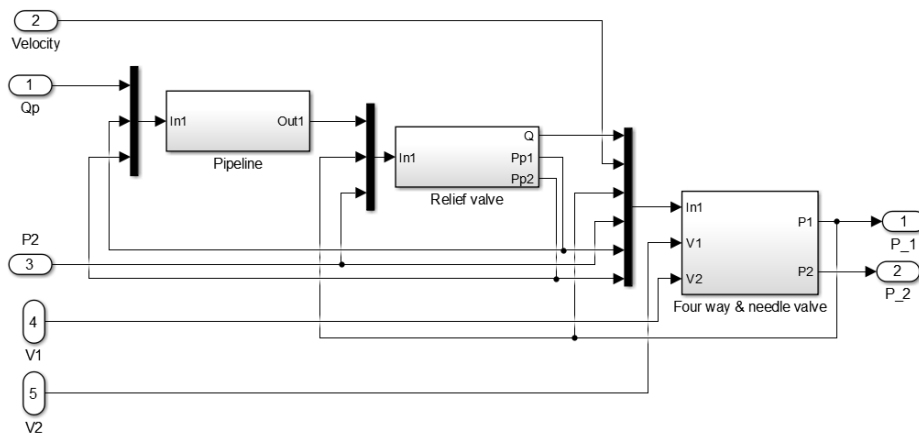 2
Velocity
1
Qp
In1
Out1
Pipeline
In1
Q
Pp1
Pp2
Relief valve
P2
3
In1
V1
V2
P1
P2
Four way & needle valve
1
P_1
2
P_2
4
V1
5
V2